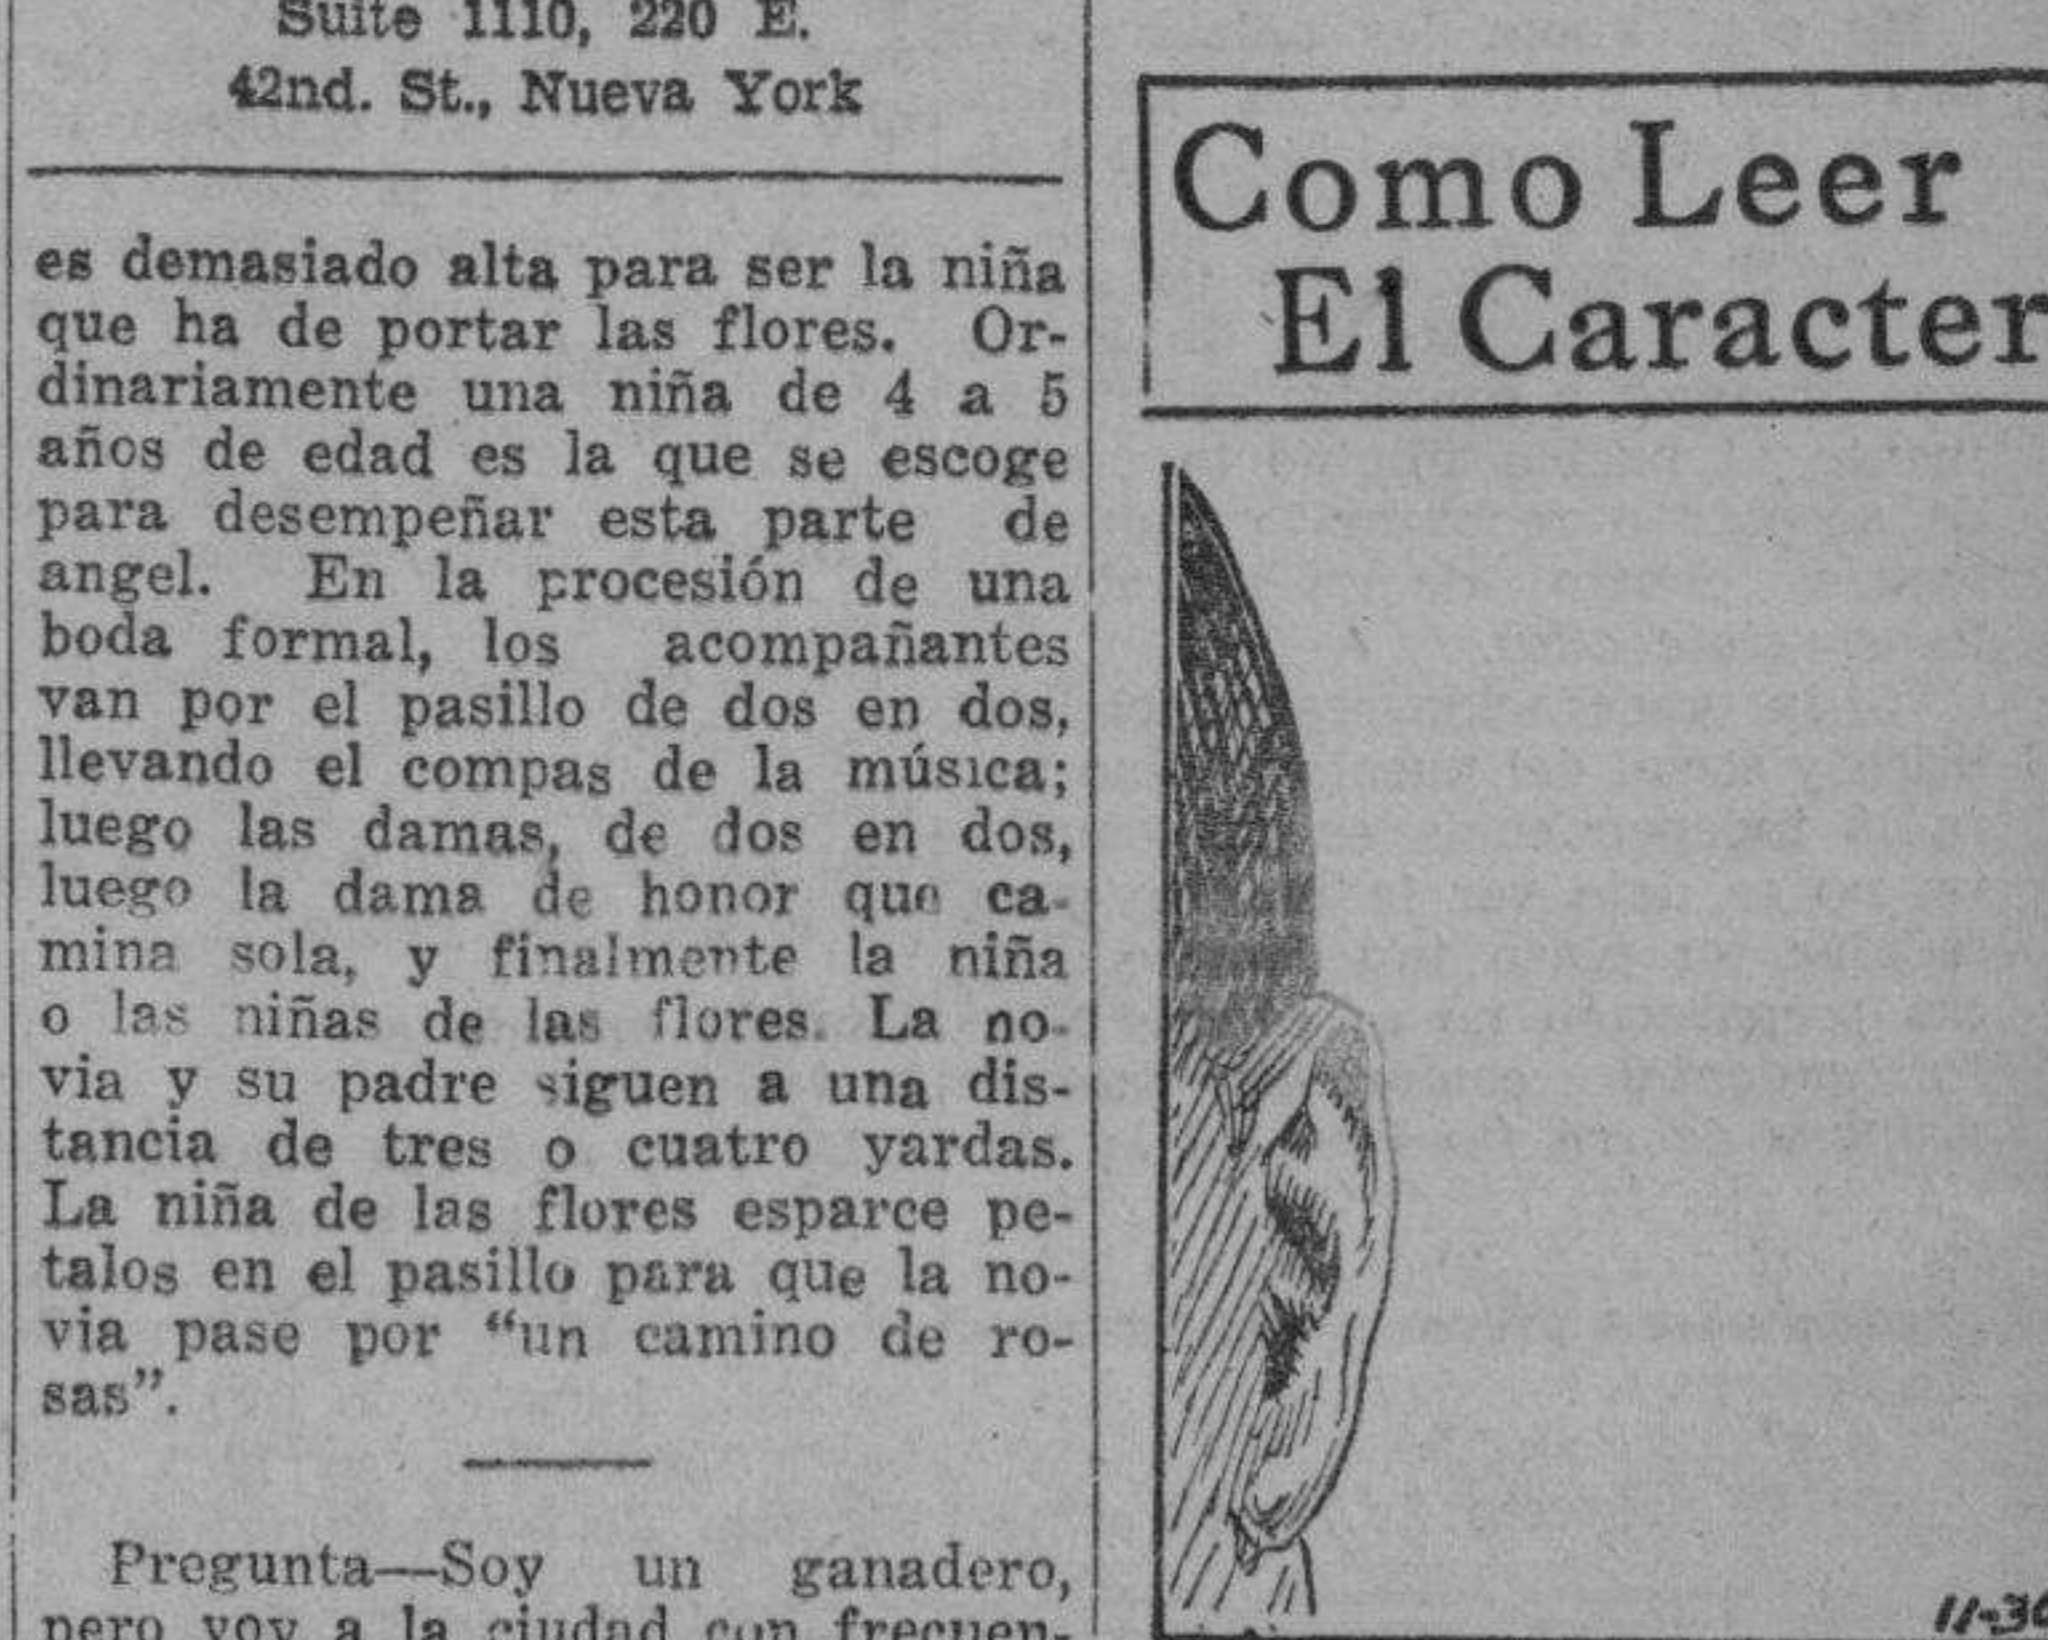 Suite 1110, 220 E.
42nd. St., Nueva York
es demasiado alta para ser la niña
que ha de portar las flores. Or-
dinariamente una niña de 4 a 5
años de edad es la que se escoge
para desempeñar esta parte de
angel. En la procesión de una
boda formal, los acompañantes
van por el pasillo de dos en dos,
llevando el compas de la música;
luego las damas, de dos en dos,
luego la dama de honor que ca-
mina sola, y finalmente la niña
o las niñas de las flores. La no-
via y su padre siguen a una dis-
tancia de tres o cuatro yardas.
La niña de las flores esparce pe-
talos en el pasillo para que la no-
via pase por “un camino de ro-
sas”.
Pregunta—Soy un ganadero,
pero voy a la ciudad con frecuen-
Como Leer
El Caracter